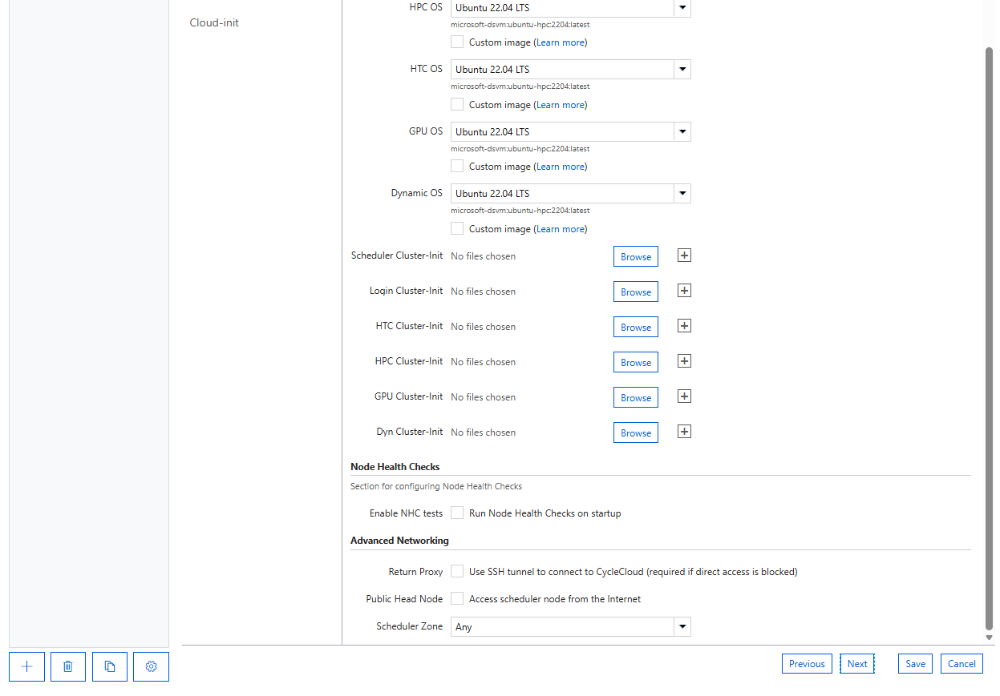 Cloud-init
HPC OS Ubuntu 22.04 LTS
microsoft-dsvm:ubuntu-hpc:2204:latest
Custom image (Learn more)
HTC OS Ubuntu 22.04 LTS
microsoft-dsvm:ubuntu-hpc:2204:latest
Custom image (Learn more)
GPU OS Ubuntu 22.04 LTS
microsoft-dsvm:ubuntu-hpc:2204:latest
Custom image (Learn more)
Dynamic OS Ubuntu 22.04 LTS
microsoft-dsvm:ubuntu-hpc:2204:latest
Custom image (Learn more)
Scheduler Cluster-Init No files chosen Browse
Login Cluster-Init No files chosen Browse
HTC Cluster-Init No files chosen Browse
HPC Cluster-Init No files chosen Browse
GPU Cluster-Init No files chosen Browse
Dyn Cluster-Init No files chosen Browse
Node Health Checks
Section for configuring Node Health Checks
Enable NHC tests Run Node Health Checks on startup
Advanced Networking
Return Proxy Use SSH tunnel to connect to CycleCloud (required if direct access is blocked)
Public Head Node Access scheduler node from the Internet
Scheduler Zone Any
Previous Next Save Cancel